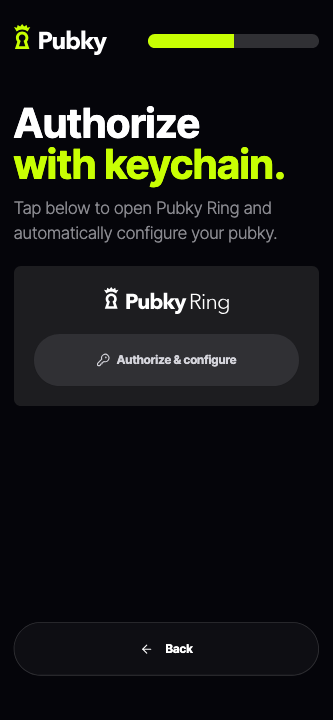 Pubky
Authorize
with keychain.
Tap below to open Pubky Ring and
automatically configure your pubky.
Pubky Ring
Authorize & configure
Back